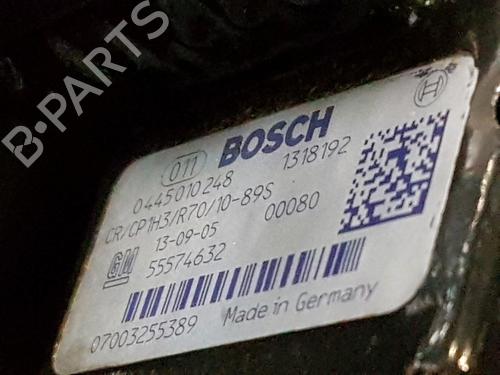 B-PARTS
011 BOSCH
0445010248 1318192
CR/CP1H3/R70/10-89S
13-09-05 00080
GM 55574632
07003255389 Made in Germany